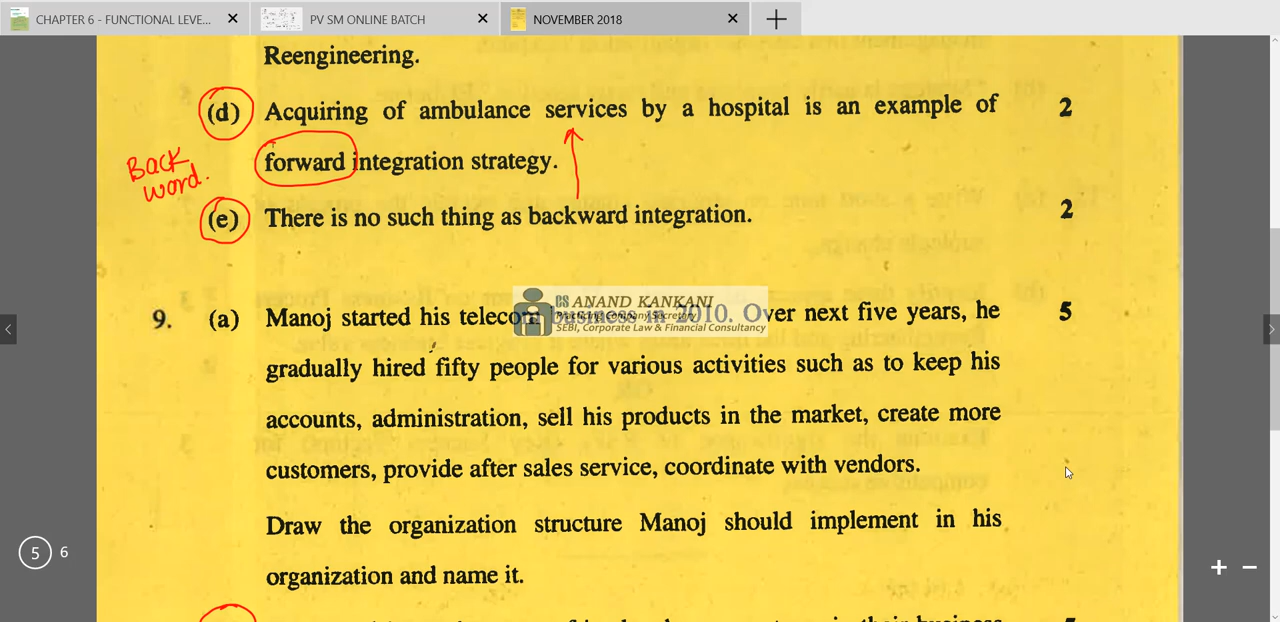 CHAPTER 6 - FUNCTIONAL LEVE...
PV SM ONLINE BATCH
NOVEMBER 2018
Reengineering.
(d) Acquiring of ambulance services by a hospital is an example of 2
forward integration strategy.
Back
word.
(e) There is no such thing as backward integration. 2
CS ANAND KANKANI
Practicing Company Secretary
SEBI, Corporate Law & Financial Consultancy
9. (a) Manoj started his telecom business in 2010. Over next five years, he 5
gradually hired fifty people for various activities such as to keep his
accounts, administration, sell his products in the market, create more
customers, provide after sales service, coordinate with vendors.
Draw the organization structure Manoj should implement in his
organization and name it.
5 6